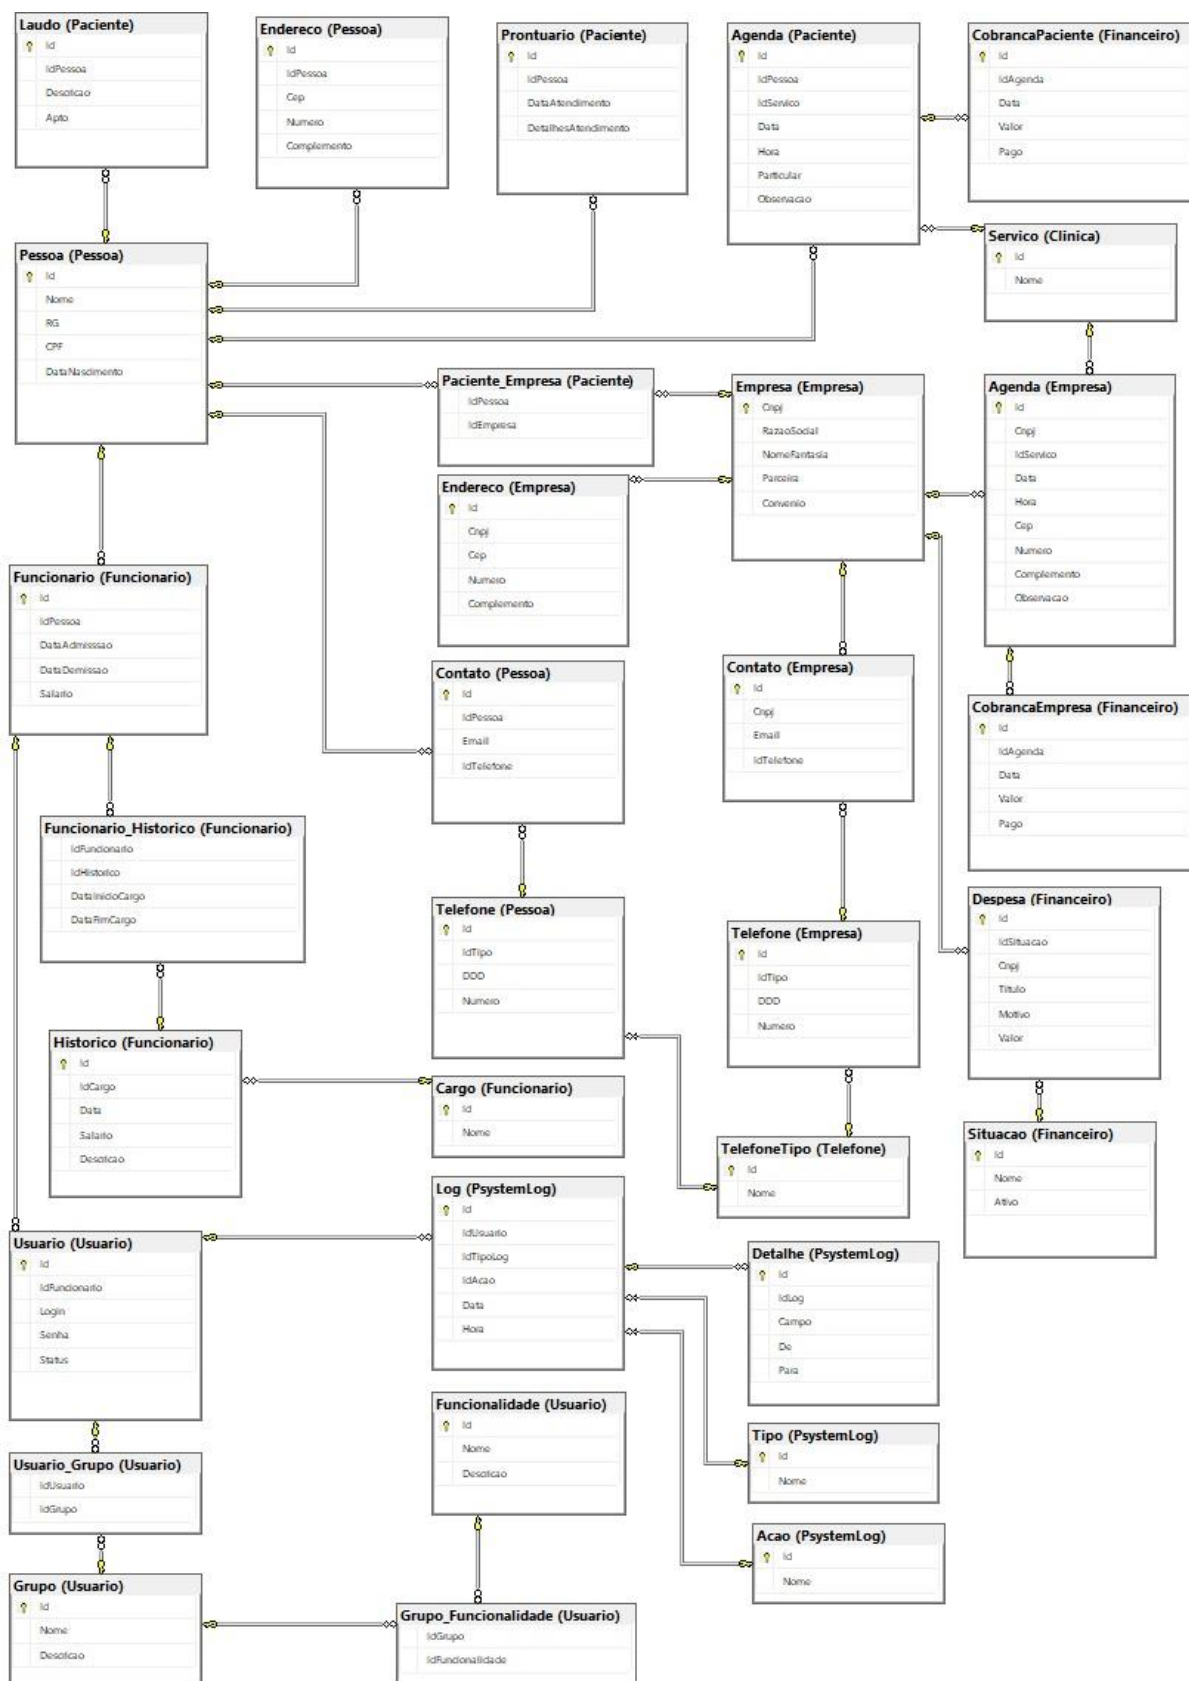 Laudo (Paciente)
Id
IdPessoa
Descricao
Apto
Endereco (Pessoa)
Id
IdPessoa
Cep
Numero
Complemento
Prontuario (Paciente)
Id
IdPessoa
DataAtendimento
DetalhesAtendimento
Agenda (Paciente)
Id
IdPessoa
IdServico
Data
Hora
Particular
Observacao
CobrancaPaciente (Financeiro)
Id
IdAgenda
Data
Valor
Pago
Servico (Clinica)
Id
Nome
Pessoa (Pessoa)
Id
Nome
RG
CPF
DataNascimento
Paciente_Empresa (Paciente)
IdPessoa
IdEmpresa
Empresa (Empresa)
Cnpj
RazaoSocial
NomeFantasia
Parceira
Convenio
Agenda (Empresa)
Id
Cnpj
IdServico
Data
Hora
Cep
Numero
Complemento
Observacao
Endereco (Empresa)
Id
Cnpj
Cep
Numero
Complemento
Funcionario (Funcionario)
Id
IdPessoa
DataAdmisssao
DataDemissao
Salario
Contato (Pessoa)
Id
IdPessoa
Email
IdTelefone
Contato (Empresa)
Id
Cnpj
Email
IdTelefone
CobrancaEmpresa (Financeiro)
Id
IdAgenda
Data
Valor
Pago
Funcionario_Historico (Funcionario)
IdFuncionario
IdHistorico
DataInicioCargo
DataFimCargo
Telefone (Pessoa)
Id
IdTipo
DDD
Numero
Telefone (Empresa)
Id
IdTipo
DDD
Numero
Despesa (Financeiro)
Id
IdSituacao
Cnpj
Titulo
Motivo
Valor
Historico (Funcionario)
Id
IdCargo
Data
Salario
Descricao
Cargo (Funcionario)
Id
Nome
TelefoneTipo (Telefone)
Id
Nome
Situacao (Financeiro)
Id
Nome
Ativo
Log (PsystemLog)
Id
IdUsuario
IdTipoLog
IdAcao
Data
Hora
Usuario (Usuario)
Id
IdFuncionario
Login
Senha
Status
Detalhe (PsystemLog)
Id
IdLog
Campo
De
Para
Funcionalidade (Usuario)
Id
Nome
Descricao
Tipo (PsystemLog)
Id
Nome
Usuario_Grupo (Usuario)
IdUsuario
IdGrupo
Acao (PsystemLog)
Id
Nome
Grupo (Usuario)
Id
Nome
Descricao
Grupo_Funcionalidade (Usuario)
IdGrupo
IdFuncionalidade